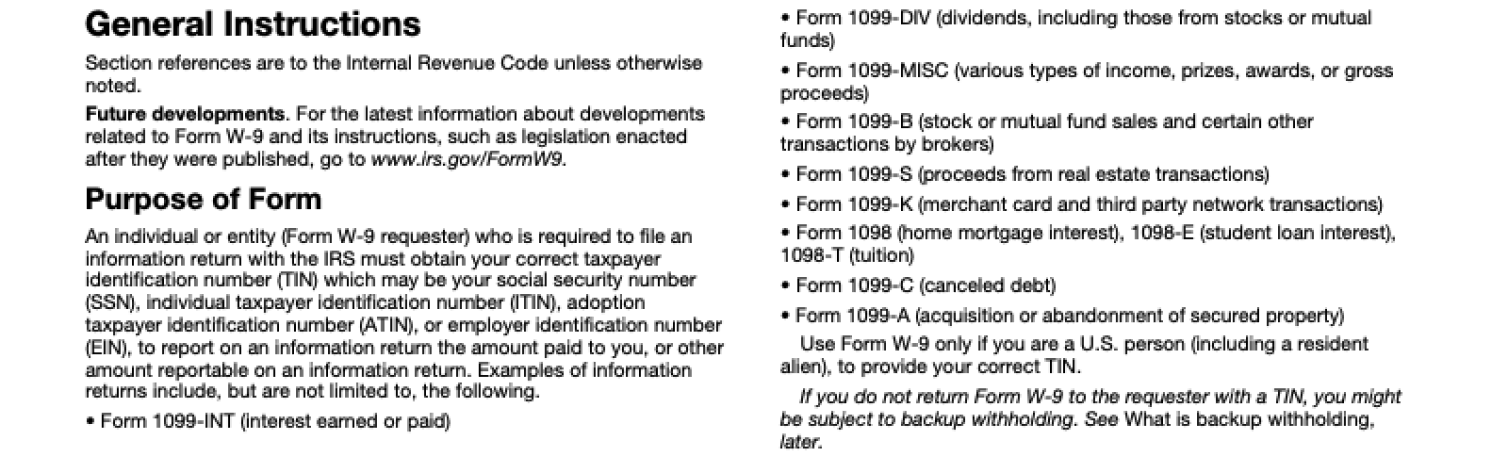 General Instructions
Section references are to the Internal Revenue Code unless otherwise
noted.
Future developments. For the latest information about developments
related to Form W-9 and its instructions, such as legislation enacted
after they were published, go to www.irs.gov/FormW9.
Purpose of Form
An individual or entity (Form W-9 requester) who is required to file an
information return with the IRS must obtain your correct taxpayer
identification number (TIN) which may be your social security number
(SSN), individual taxpayer identification number (ITIN), adoption
taxpayer identification number (ATIN), or employer identification number
(EIN), to report on an information return the amount paid to you, or other
amount reportable on an information return. Examples of information
returns include, but are not limited to, the following.
• Form 1099-INT (interest earned or paid)
• Form 1099-DIV (dividends, including those from stocks or mutual
funds)
• Form 1099-MISC (various types of income, prizes, awards, or gross
proceeds)
• Form 1099-B (stock or mutual fund sales and certain other
transactions by brokers)
• Form 1099-S (proceeds from real estate transactions)
• Form 1099-K (merchant card and third party network transactions)
• Form 1098 (home mortgage interest), 1098-E (student loan interest),
1098-T (tuition)
• Form 1099-C (canceled debt)
• Form 1099-A (acquisition or abandonment of secured property)
Use Form W-9 only if you are a U.S. person (including a resident
alien), to provide your correct TIN.
If you do not return Form W-9 to the requester with a TIN, you might
be subject to backup withholding. See What is backup withholding,
later.